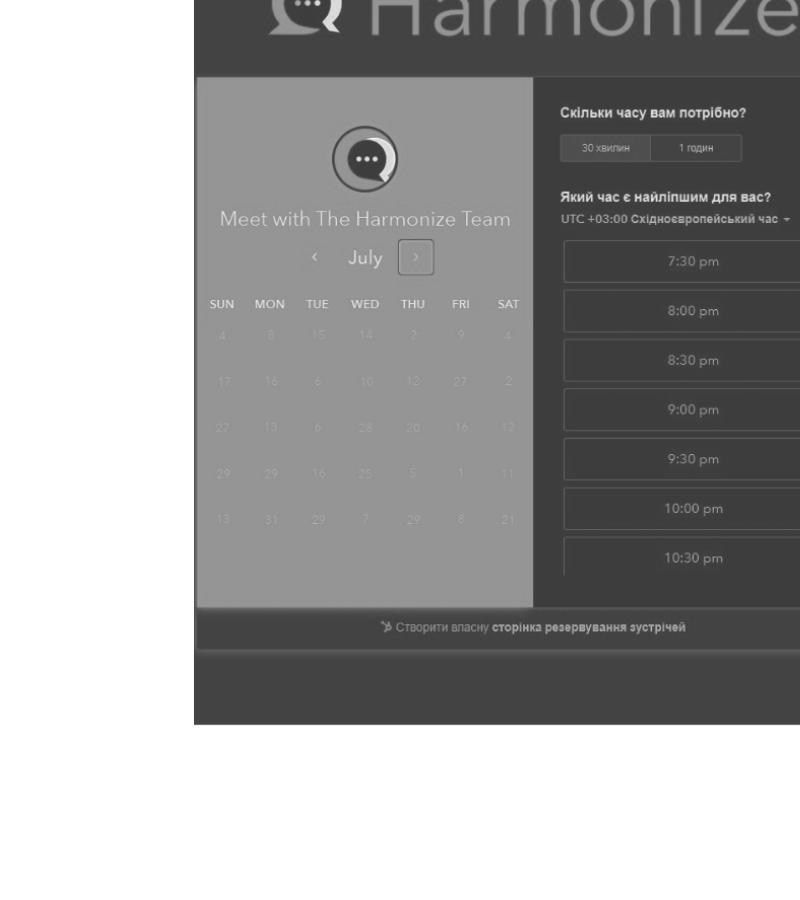 Harmonize
Meet with The Harmonize Team
July
SUN MON TUE WED THU FRI SAT
4 8 15 14 2 9 4
17 16 6 10 12 27 2
27 13 6 28 20 16 12
29 29 16 25 5 1 11
13 31 29 7 29 8 21
Скільки часу вам потрібно?
30 хвилин 1 годин
Який час є найліпшим для вас?
UTC +03:00 Східноєвропейський час
7:30 pm
8:00 pm
8:30 pm
9:00 pm
9:30 pm
10:00 pm
10:30 pm
Створити власну сторінка резервування зустрічей